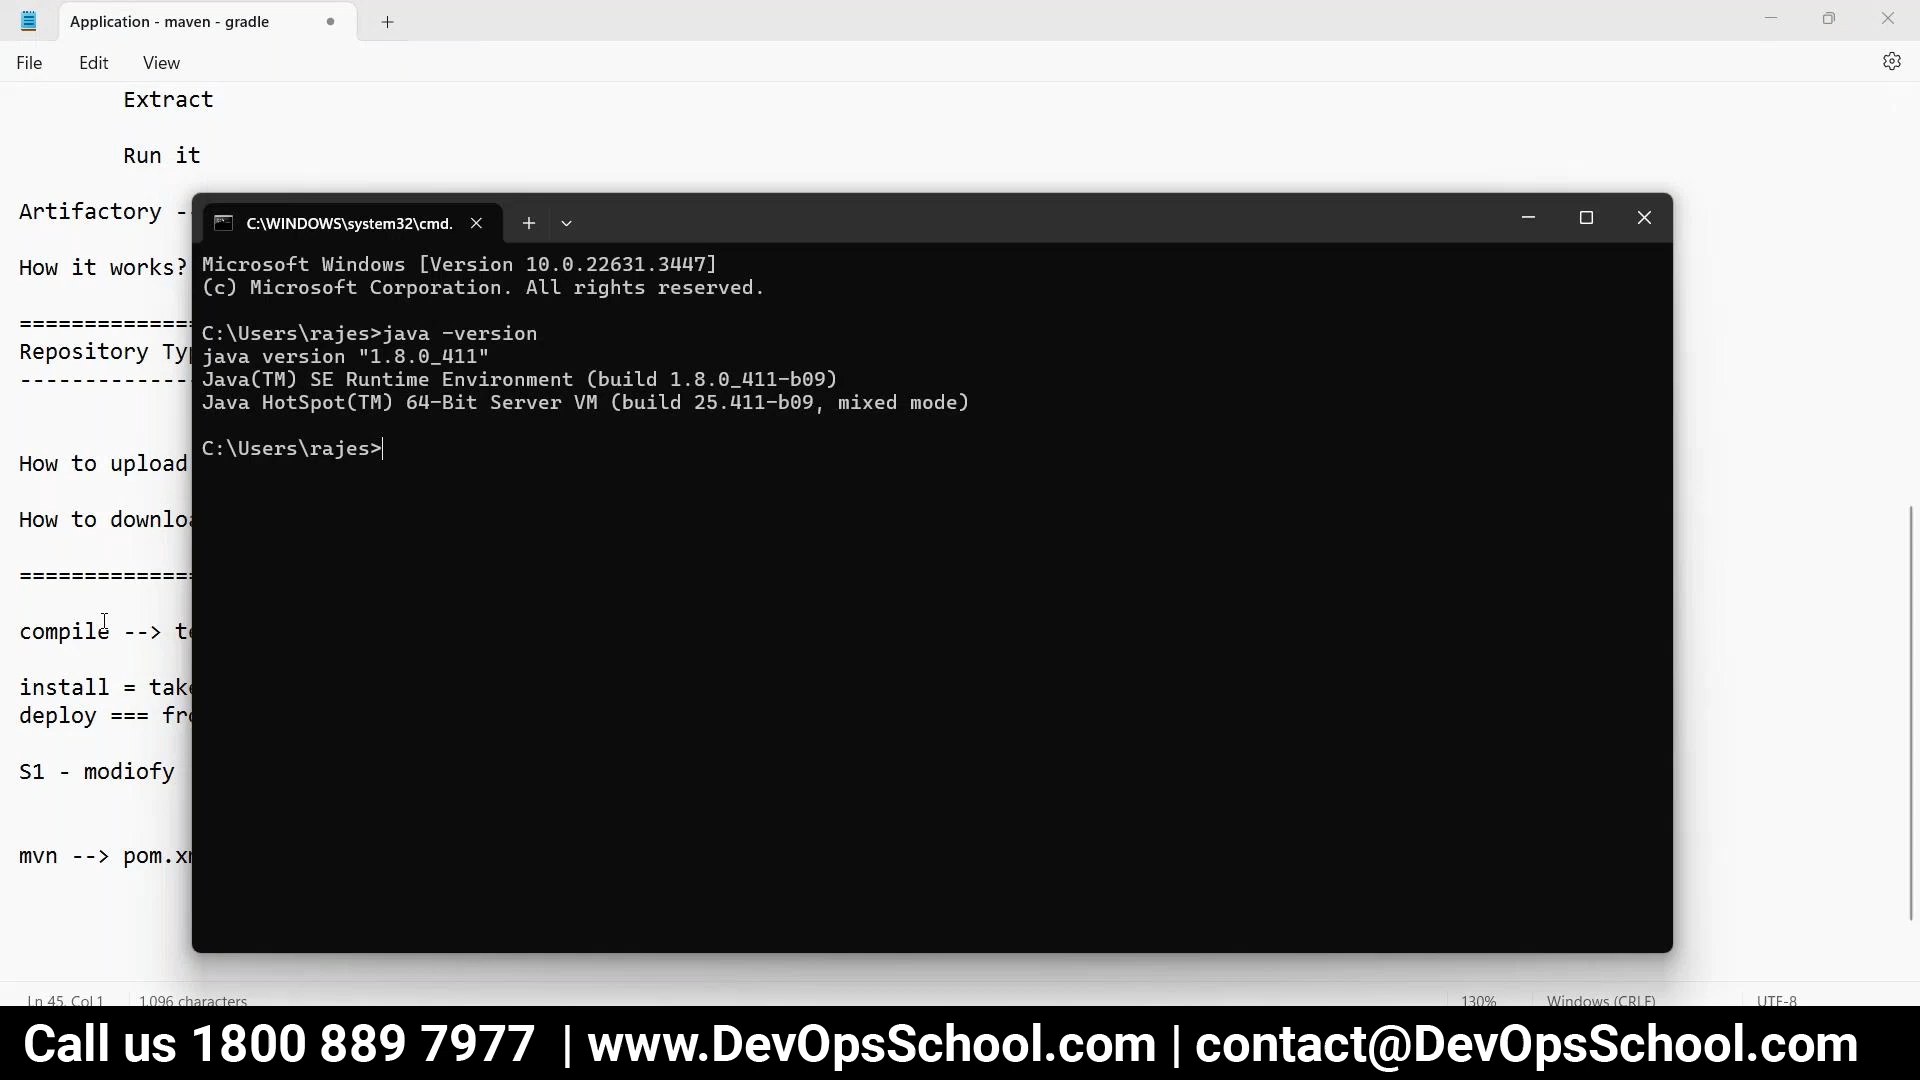 Application - maven - gradle
File Edit View
Extract
Run it
Artifactory -
How it works?
==============
Repository Ty
--------------
How to upload
How to downlo
==============
compile --> te
install = take
deploy === fro
S1 - modiofy
mvn --> pom.x
C:\WINDOWS\system32\cmd.
Microsoft Windows [Version 10.0.22631.3447]
(c) Microsoft Corporation. All rights reserved.
C:\Users\rajes>java -version
java version "1.8.0_411"
Java(TM) SE Runtime Environment (build 1.8.0_411-b09)
Java HotSpot(TM) 64-Bit Server VM (build 25.411-b09, mixed mode)
C:\Users\rajes>
Ln 45, Col 1 1,096 characters 130% Windows (CRLF) UTF-8
Call us 1800 889 7977 | www.DevOpsSchool.com | contact@DevOpsSchool.com